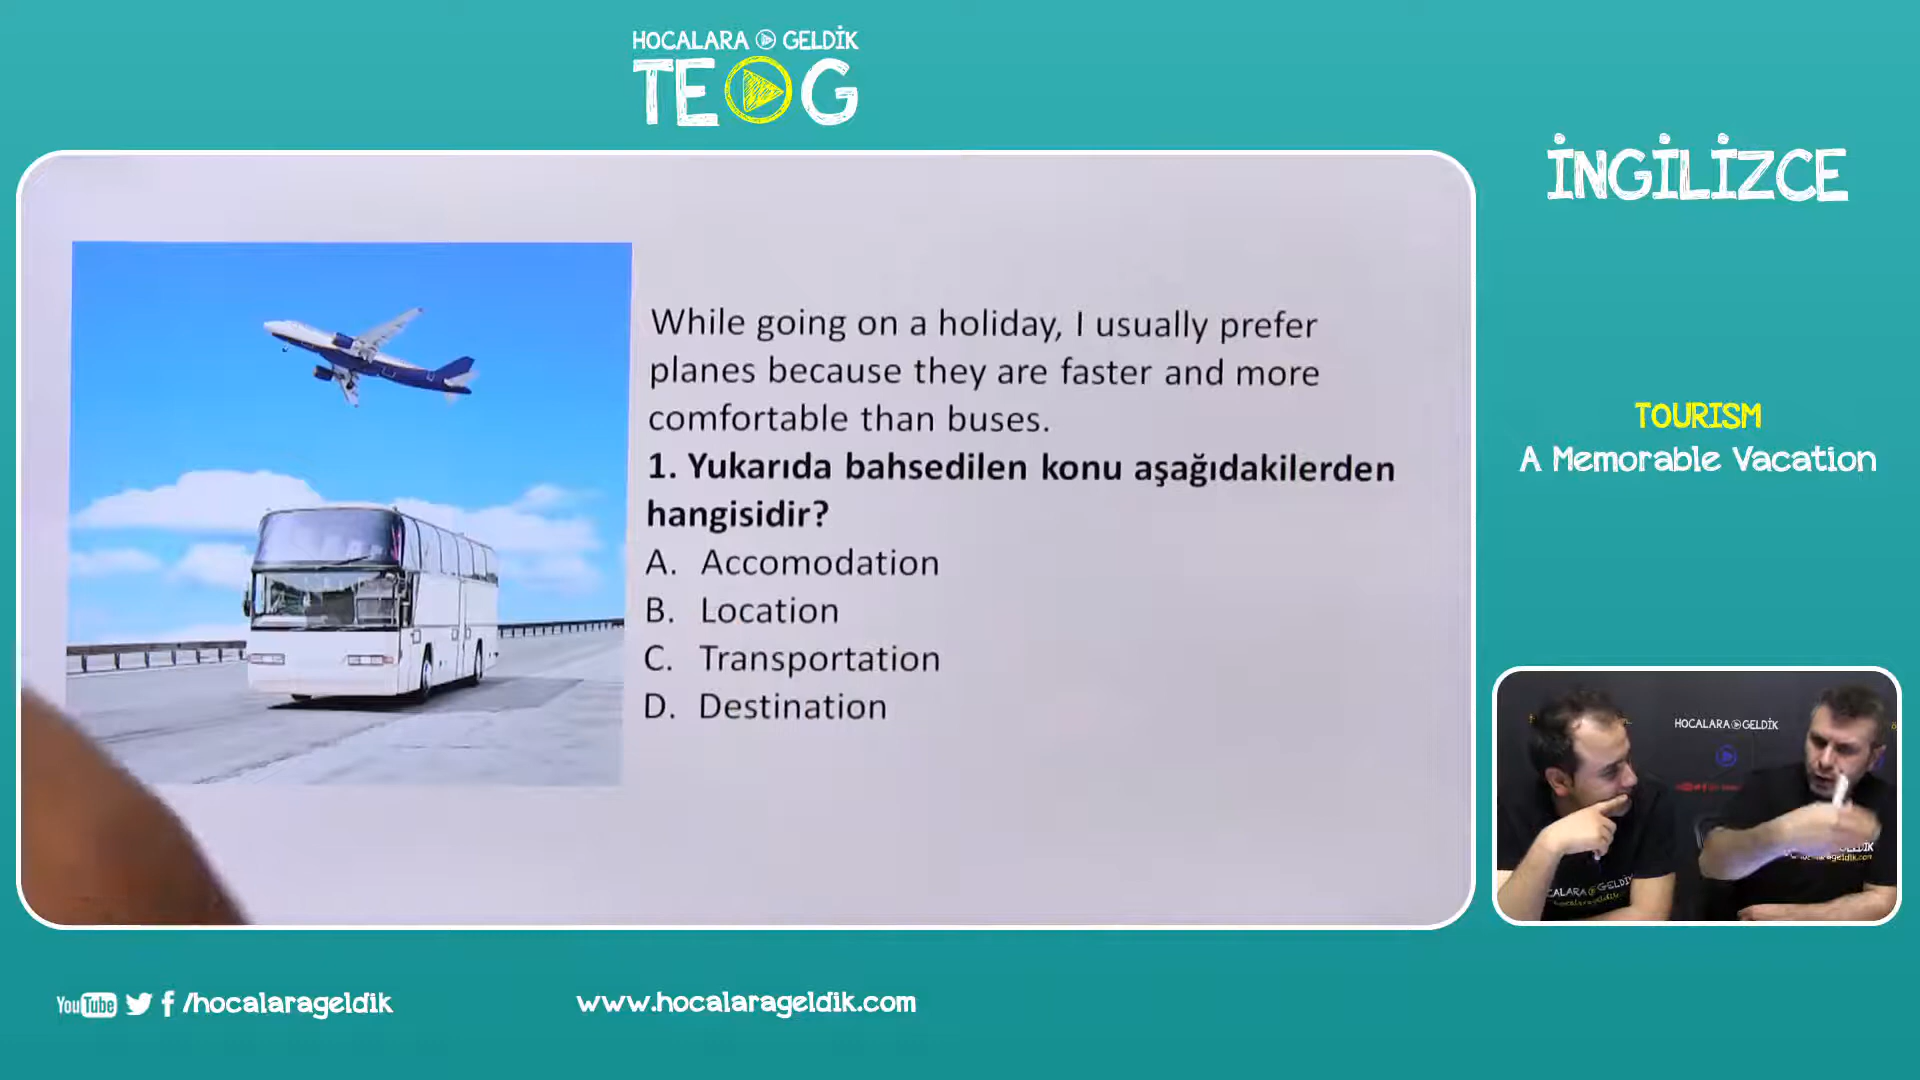 HOCALARA GELDİK
TEOG
İNGİLİZCE
While going on a holiday, I usually prefer
planes because they are faster and more
comfortable than buses.
1. Yukarıda bahsedilen konu aşağıdakilerden
hangisidir?
A. Accomodation
B. Location
C. Transportation
D. Destination
TOURISM
A Memorable Vacation
HOCALARA GELDİK
YouTube /hocalarageldik
www.hocalarageldik.com